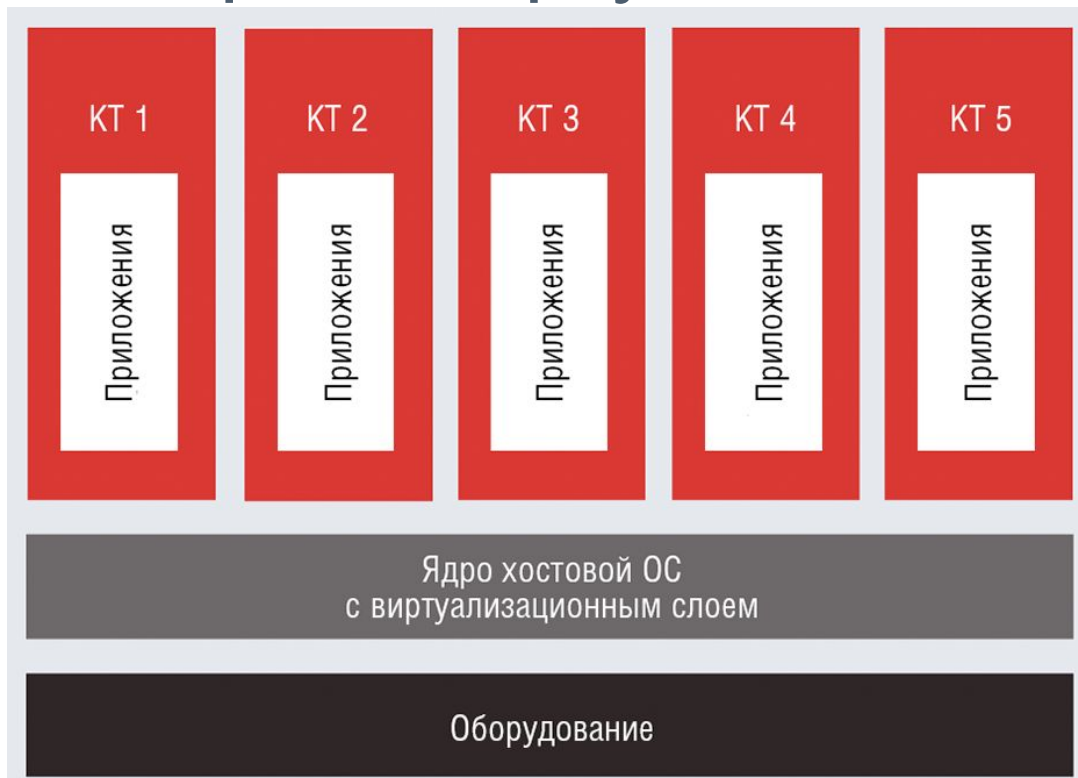 КТ 1
КТ 2
КТ 3
КТ 4
КТ 5
Приложения
Приложения
Приложения
Приложения
Приложения
Ядро хостовой ОС
с виртуализационным слоем
Оборудование